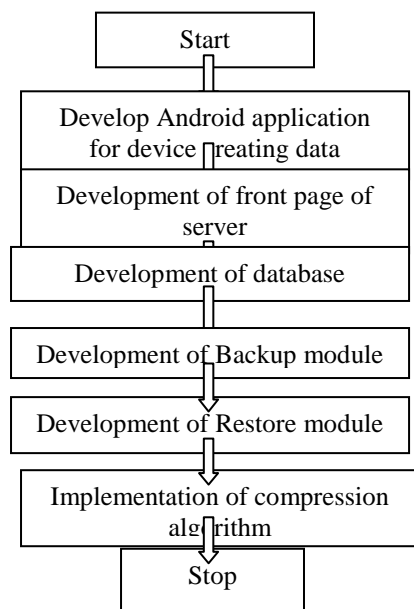 Start
Develop Android application
for device creating data
Development of front page of
server
Development of database
Development of Backup module
Development of Restore module
Implementation of compression
algorithm
Stop